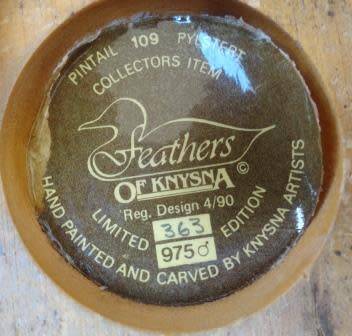 PINTAIL 109 PYLSTERT
COLLECTORS ITEM
Feathers ©
OF KNYSNA
Reg. Design 4/90
LIMITED 363 EDITION
975♂
HAND PAINTED AND CARVED BY KNYSNA ARTISTS